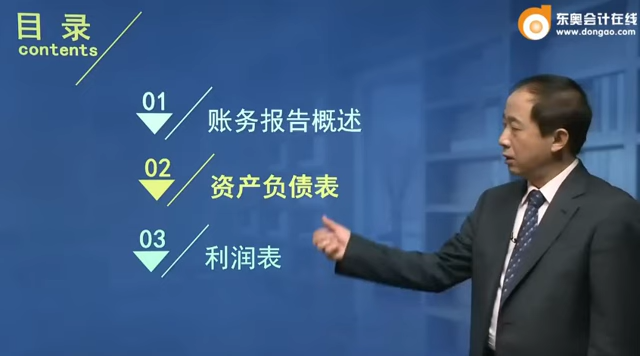 目录
contents
东奥会计在线
www.dongao.com
01
账务报告概述
02
资产负债表
03
利润表